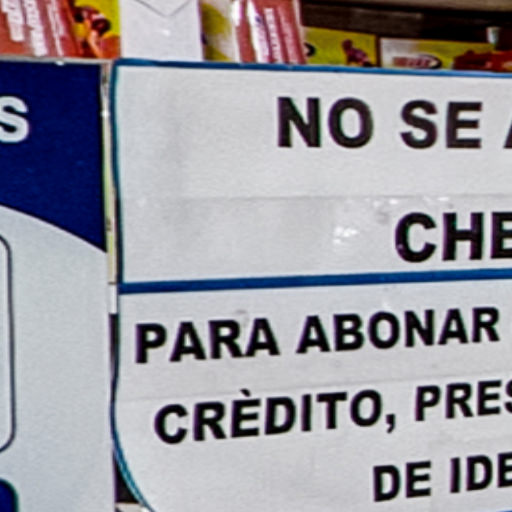 S
NO SE
CHE
PARA ABONAR
CRÈDITO, PRES
DE IDE